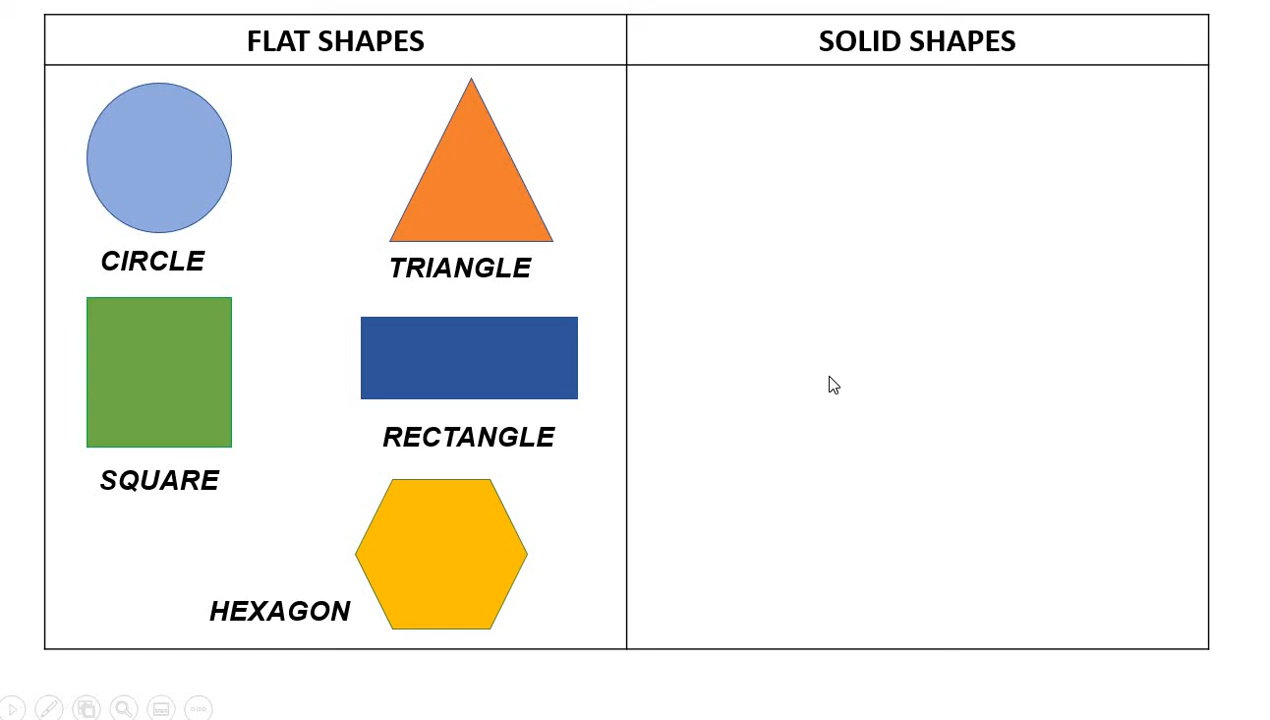 FLAT SHAPES
SOLID SHAPES
CIRCLE
TRIANGLE
SQUARE
RECTANGLE
HEXAGON